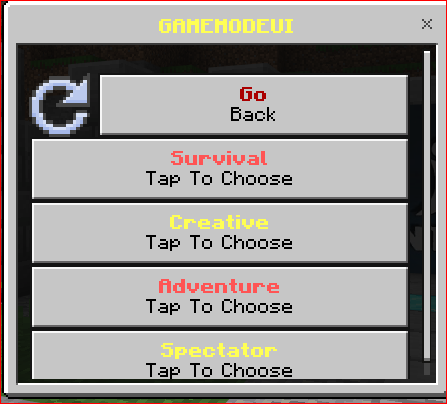 GAMEMODEUI
Go
Back
Survival
Tap To Choose
Creative
Tap To Choose
Adventure
Tap To Choose
Spectator
Tap To Choose